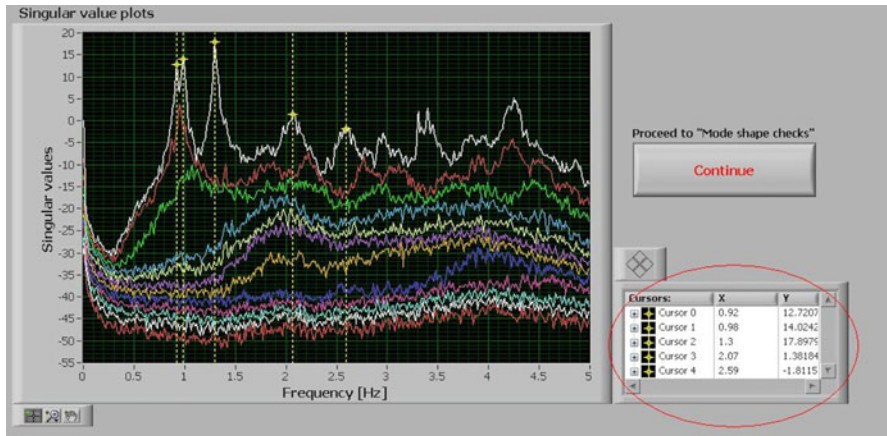 Singular value plots
20
15
10
5
0
-5
-10
-15
-20
-25
-30
-35
-40
-45
-50
-55
Singular values
0 0.5 1 1.5 2 2.5 3 3.5 4 4.5 5
Frequency [Hz]
Proceed to "Mode shape checks"
Continue
Cursors: X Y
Cursor 0 0.92 12.7207
Cursor 1 0.98 14.0242
Cursor 2 1.3 17.8979
Cursor 3 2.07 1.38184
Cursor 4 2.59 -1.8115